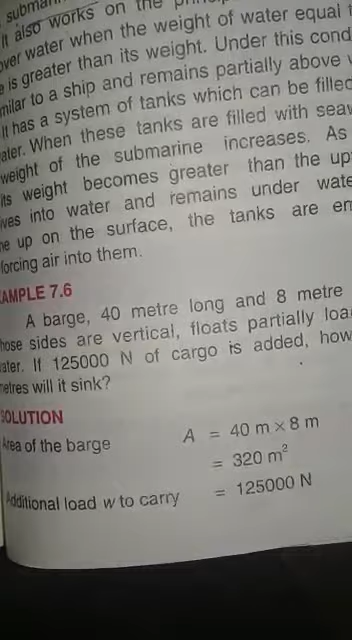 It also works on the
over water when the weight of water equal
is greater than its weight. Under this cond
milar to a ship and remains partially above
It has a system of tanks which can be filled
ater. When these tanks are filled with seaw
weight of the submarine increases. As
its weight becomes greater than the up
ves into water and remains under wate
e up on the surface, the tanks are em
forcing air into them.
AMPLE 7.6
A barge, 40 metre long and 8 metre
hose sides are vertical, floats partially loa
ater. If 125000 N of cargo is added, how
metres will it sink?
SOLUTION
Area of the barge A = 40 m × 8 m
= 320 m²
Additional load w to carry = 125000 N